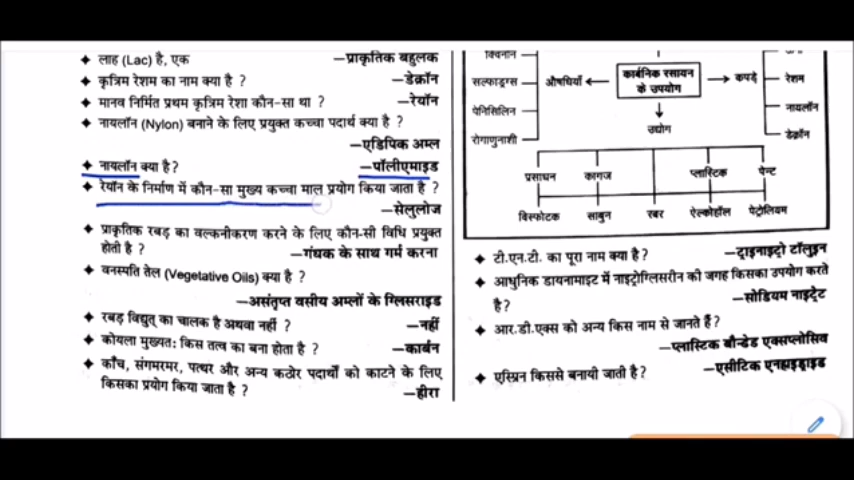 ✦ लाह (Lac) है, एक —प्राकृतिक बहुलक
✦ कृत्रिम रेशम का नाम क्या है ? —डेक्रॉन
✦ मानव निर्मित प्रथम कृत्रिम रेशा कौन-सा था ? —रेयॉन
✦ नायलॉन (Nylon) बनाने के लिए प्रयुक्त कच्चा पदार्थ क्या है ?
—एडिपिक अम्ल
✦ नायलॉन क्या है? —पॉलीएमाइड
✦ रेयॉन के निर्माण में कौन-सा मुख्य कच्चा माल प्रयोग किया जाता है ?
—सेलुलोज
✦ प्राकृतिक रबड़ का वल्कनीकरण करने के लिए कौन-सी विधि प्रयुक्त
होती है ? —गंधक के साथ गर्म करना
✦ वनस्पति तेल (Vegetative Oils) क्या है ?
—असंतृप्त वसीय अम्लों के ग्लिसराइड
✦ रबड़ विद्युत् का चालक है अथवा नहीं ? —नहीं
✦ कोयला मुख्यतः किस तत्व का बना होता है ? —कार्बन
✦ काँच, संगमरमर, पत्थर और अन्य कठोर पदार्थों को काटने के लिए
किसका प्रयोग किया जाता है ? —हीरा
क्विनीन
सल्फाड्रग्स
पेनिसिलिन
रोगाणुनाशी
औषधियाँ
कार्बनिक रसायन
के उपयोग
कपड़े
रेशम
नायलॉन
डेक्रॉन
उद्योग
प्रसाधन कागज प्लास्टिक पेन्ट
विस्फोटक साबुन रबर ऐल्कोहॉल पेट्रोलियम
✦ टी.एन.टी. का पूरा नाम क्या है ? —ट्राइनाइट्रो टॉलुइन
✦ आधुनिक डायनामाइट में नाइट्रोग्लिसरीन की जगह किसका उपयोग करते
है? —सोडियम नाइट्रेट
✦ आर.डी.एक्स को अन्य किस नाम से जानते हैं?
—प्लास्टिक बौन्डेड एक्सप्लोसिव
✦ एस्प्रिन किससे बनायी जाती है? —एसीटिक एनहाइड्राइड